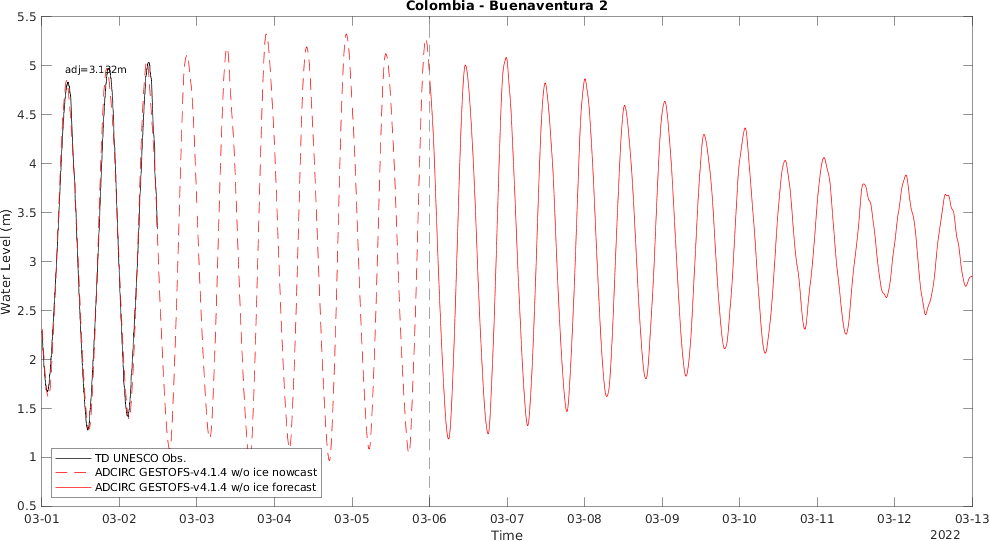 Colombia - Buenaventura 2
5.5
5
4.5
4
3.5
3
2.5
2
1.5
1
0.5
Water Level (m)
adj=3.132m
TD UNESCO Obs.
ADCIRC GESTOFS-v4.1.4 w/o ice nowcast
ADCIRC GESTOFS-v4.1.4 w/o ice forecast
03-01 03-02 03-03 03-04 03-05 03-06 03-07 03-08 03-09 03-10 03-11 03-12 03-13
Time
2022